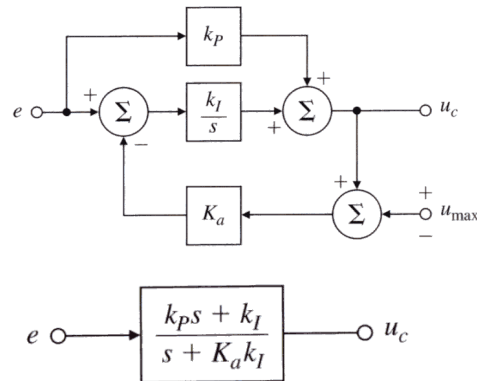 k_P
e + Σ − k_I/s + + Σ u_c
K_a + Σ + u_max −
e (k_P s + k_I)/(s + K_a k_I) u_c